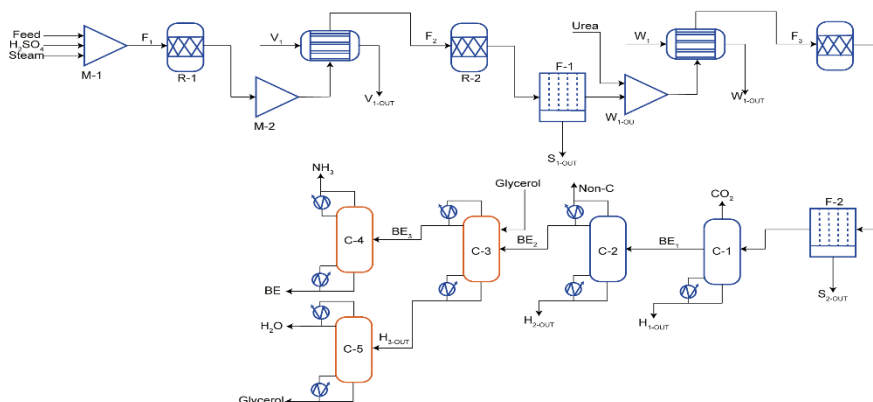 Feed
H₂SO₄
Steam
M-1
F₁
R-1
V₁
M-2
V₁₋OUT
F₂
R-2
Urea
F-1
S₁₋OUT
W₁
W₁₋OU
W₁₋OUT
F₃
NH₃
C-4
BE
BE₃
C-3
Glycerol
BE₂
Non-C
C-2
H₂₋OUT
BE₁
CO₂
C-1
H₁₋OUT
F-2
S₂₋OUT
H₂O
C-5
H₃₋OUT
Glycerol